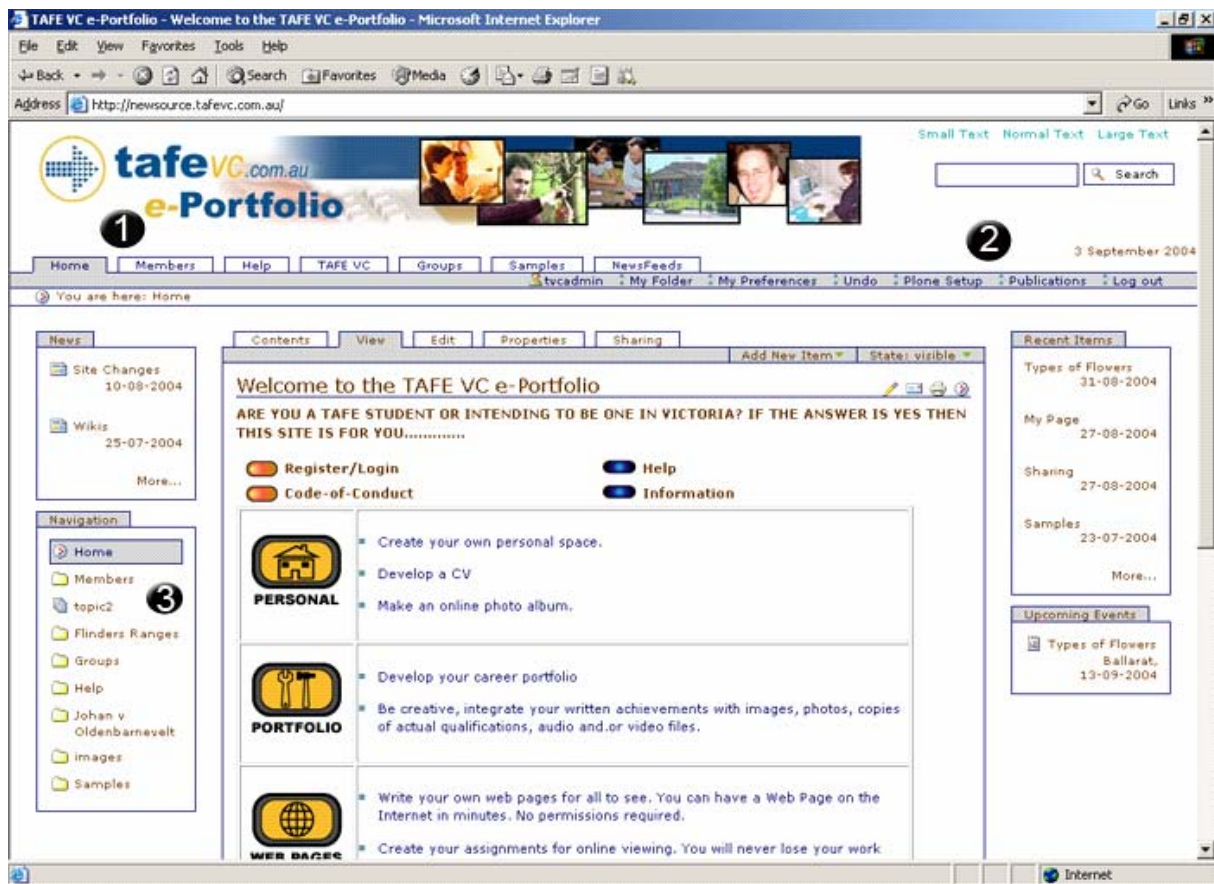 TAFE VC e-Portfolio - Welcome to the TAFE VC e-Portfolio - Microsoft Internet Explorer
File Edit View Favorites Tools Help
Back Search Favorites Media
Address http://newsource.tafevc.com.au/ Go Links »
Small Text Normal Text Large Text
tafevc.com.au
e-Portfolio
Search
1
2
3 September 2004
Home Members Help TAFE VC Groups Samples NewsFeeds
tvcadmin My Folder My Preferences Undo Plone Setup Publications Log out
You are here: Home
News
Site Changes
10-08-2004
Wikis
25-07-2004
More...
Navigation
Home
Members
topic2
3
Flinders Ranges
Groups
Help
Johan v
Oldenbarnevelt
images
Samples
Contents View Edit Properties Sharing
Add New Item State: visible
Welcome to the TAFE VC e-Portfolio
ARE YOU A TAFE STUDENT OR INTENDING TO BE ONE IN VICTORIA? IF THE ANSWER IS YES THEN
THIS SITE IS FOR YOU.............
Register/Login Help
Code-of-Conduct Information
PERSONAL
Create your own personal space.
Develop a CV
Make an online photo album.
PORTFOLIO
Develop your career portfolio
Be creative, integrate your written achievements with images, photos, copies
of actual qualifications, audio and.or video files.
WEB PAGES
Write your own web pages for all to see. You can have a Web Page on the
Internet in minutes. No permissions required.
Create your assignments for online viewing. You will never lose your work
Recent Items
Types of Flowers
31-08-2004
My Page
27-08-2004
Sharing
27-08-2004
Samples
23-07-2004
More...
Upcoming Events
Types of Flowers
Ballarat,
13-09-2004
Internet